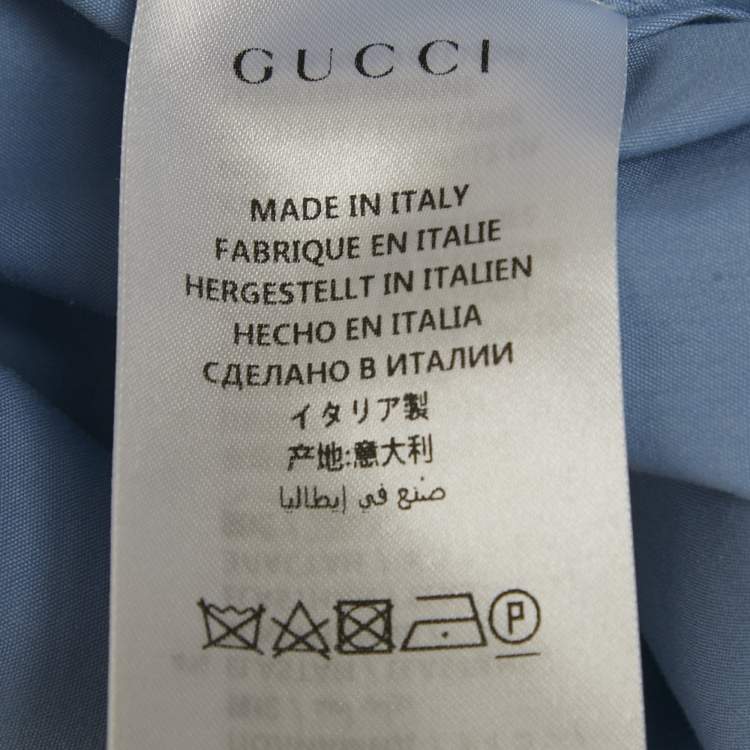 GUCCI
MADE IN ITALY
FABRIQUE EN ITALIE
HERGESTELLT IN ITALIEN
HECHO EN ITALIA
СДЕЛАНО В ИТАЛИИ
イタリア製
产地:意大利
صنع في إيطاليا
P